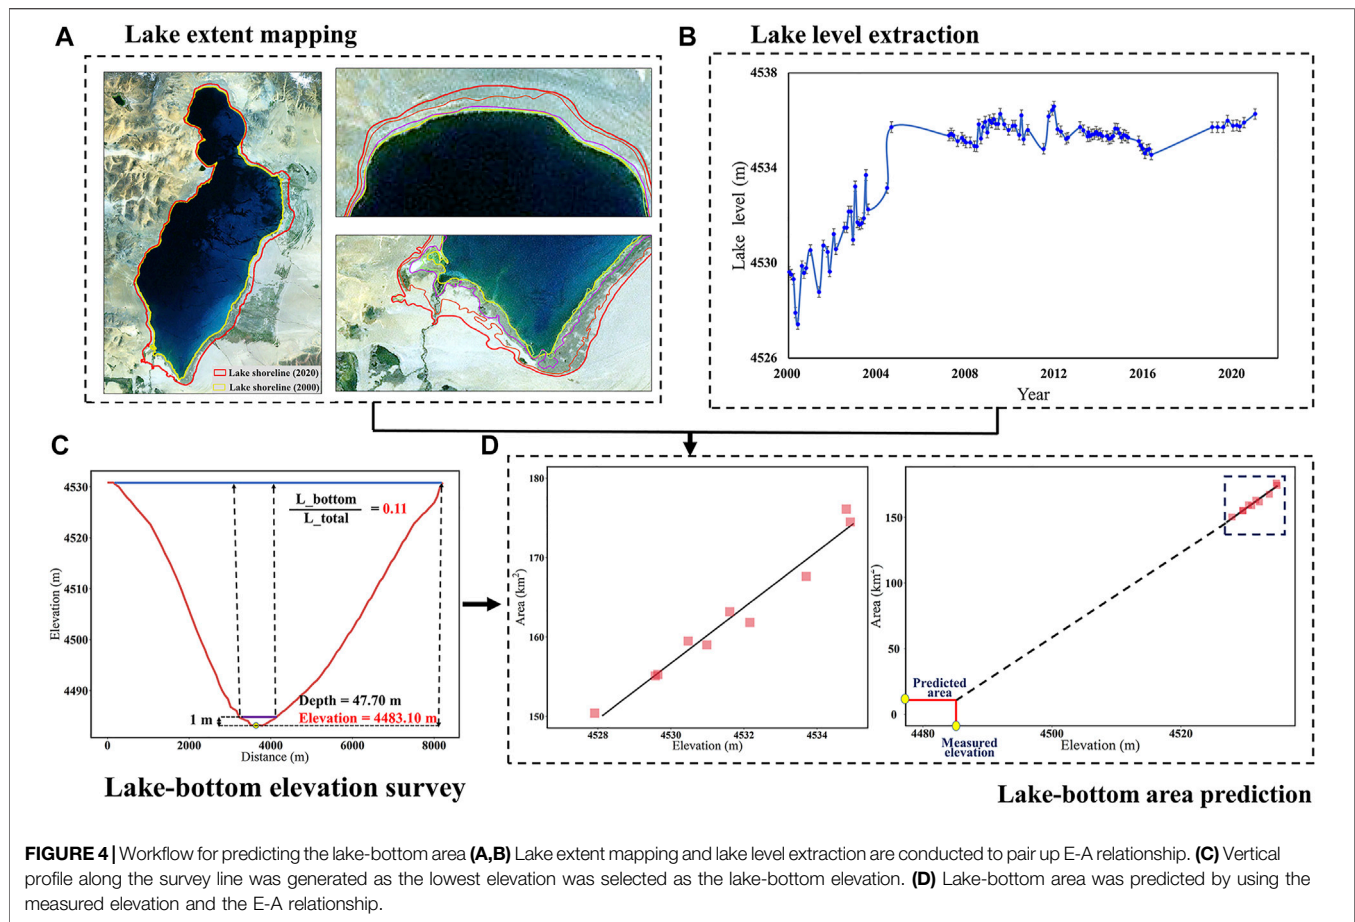 A
Lake extent mapping
Lake shoreline (2020)
Lake shoreline (2000)
B
Lake level extraction
Lake level (m)
4538
4534
4530
4526
2000 2004 2008 2012 2016 2020
Year
C
Elevation (m)
4530
4520
4510
4500
4490
L_bottom
L_total
= 0.11
Depth = 47.70 m
Elevation = 4483.10 m
1 m
0 2000 4000 6000 8000
Distance (m)
Lake-bottom elevation survey
D
Area (km²)
180
170
160
150
4528 4530 4532 4534
Elevation (m)
Area (km²)
150
100
50
0
Predicted
area
4480 4500 4520
Measured
elevation
Elevation (m)
Lake-bottom area prediction
FIGURE 4 | Workflow for predicting the lake-bottom area (A,B) Lake extent mapping and lake level extraction are conducted to pair up E-A relationship. (C) Vertical
profile along the survey line was generated as the lowest elevation was selected as the lake-bottom elevation. (D) Lake-bottom area was predicted by using the
measured elevation and the E-A relationship.